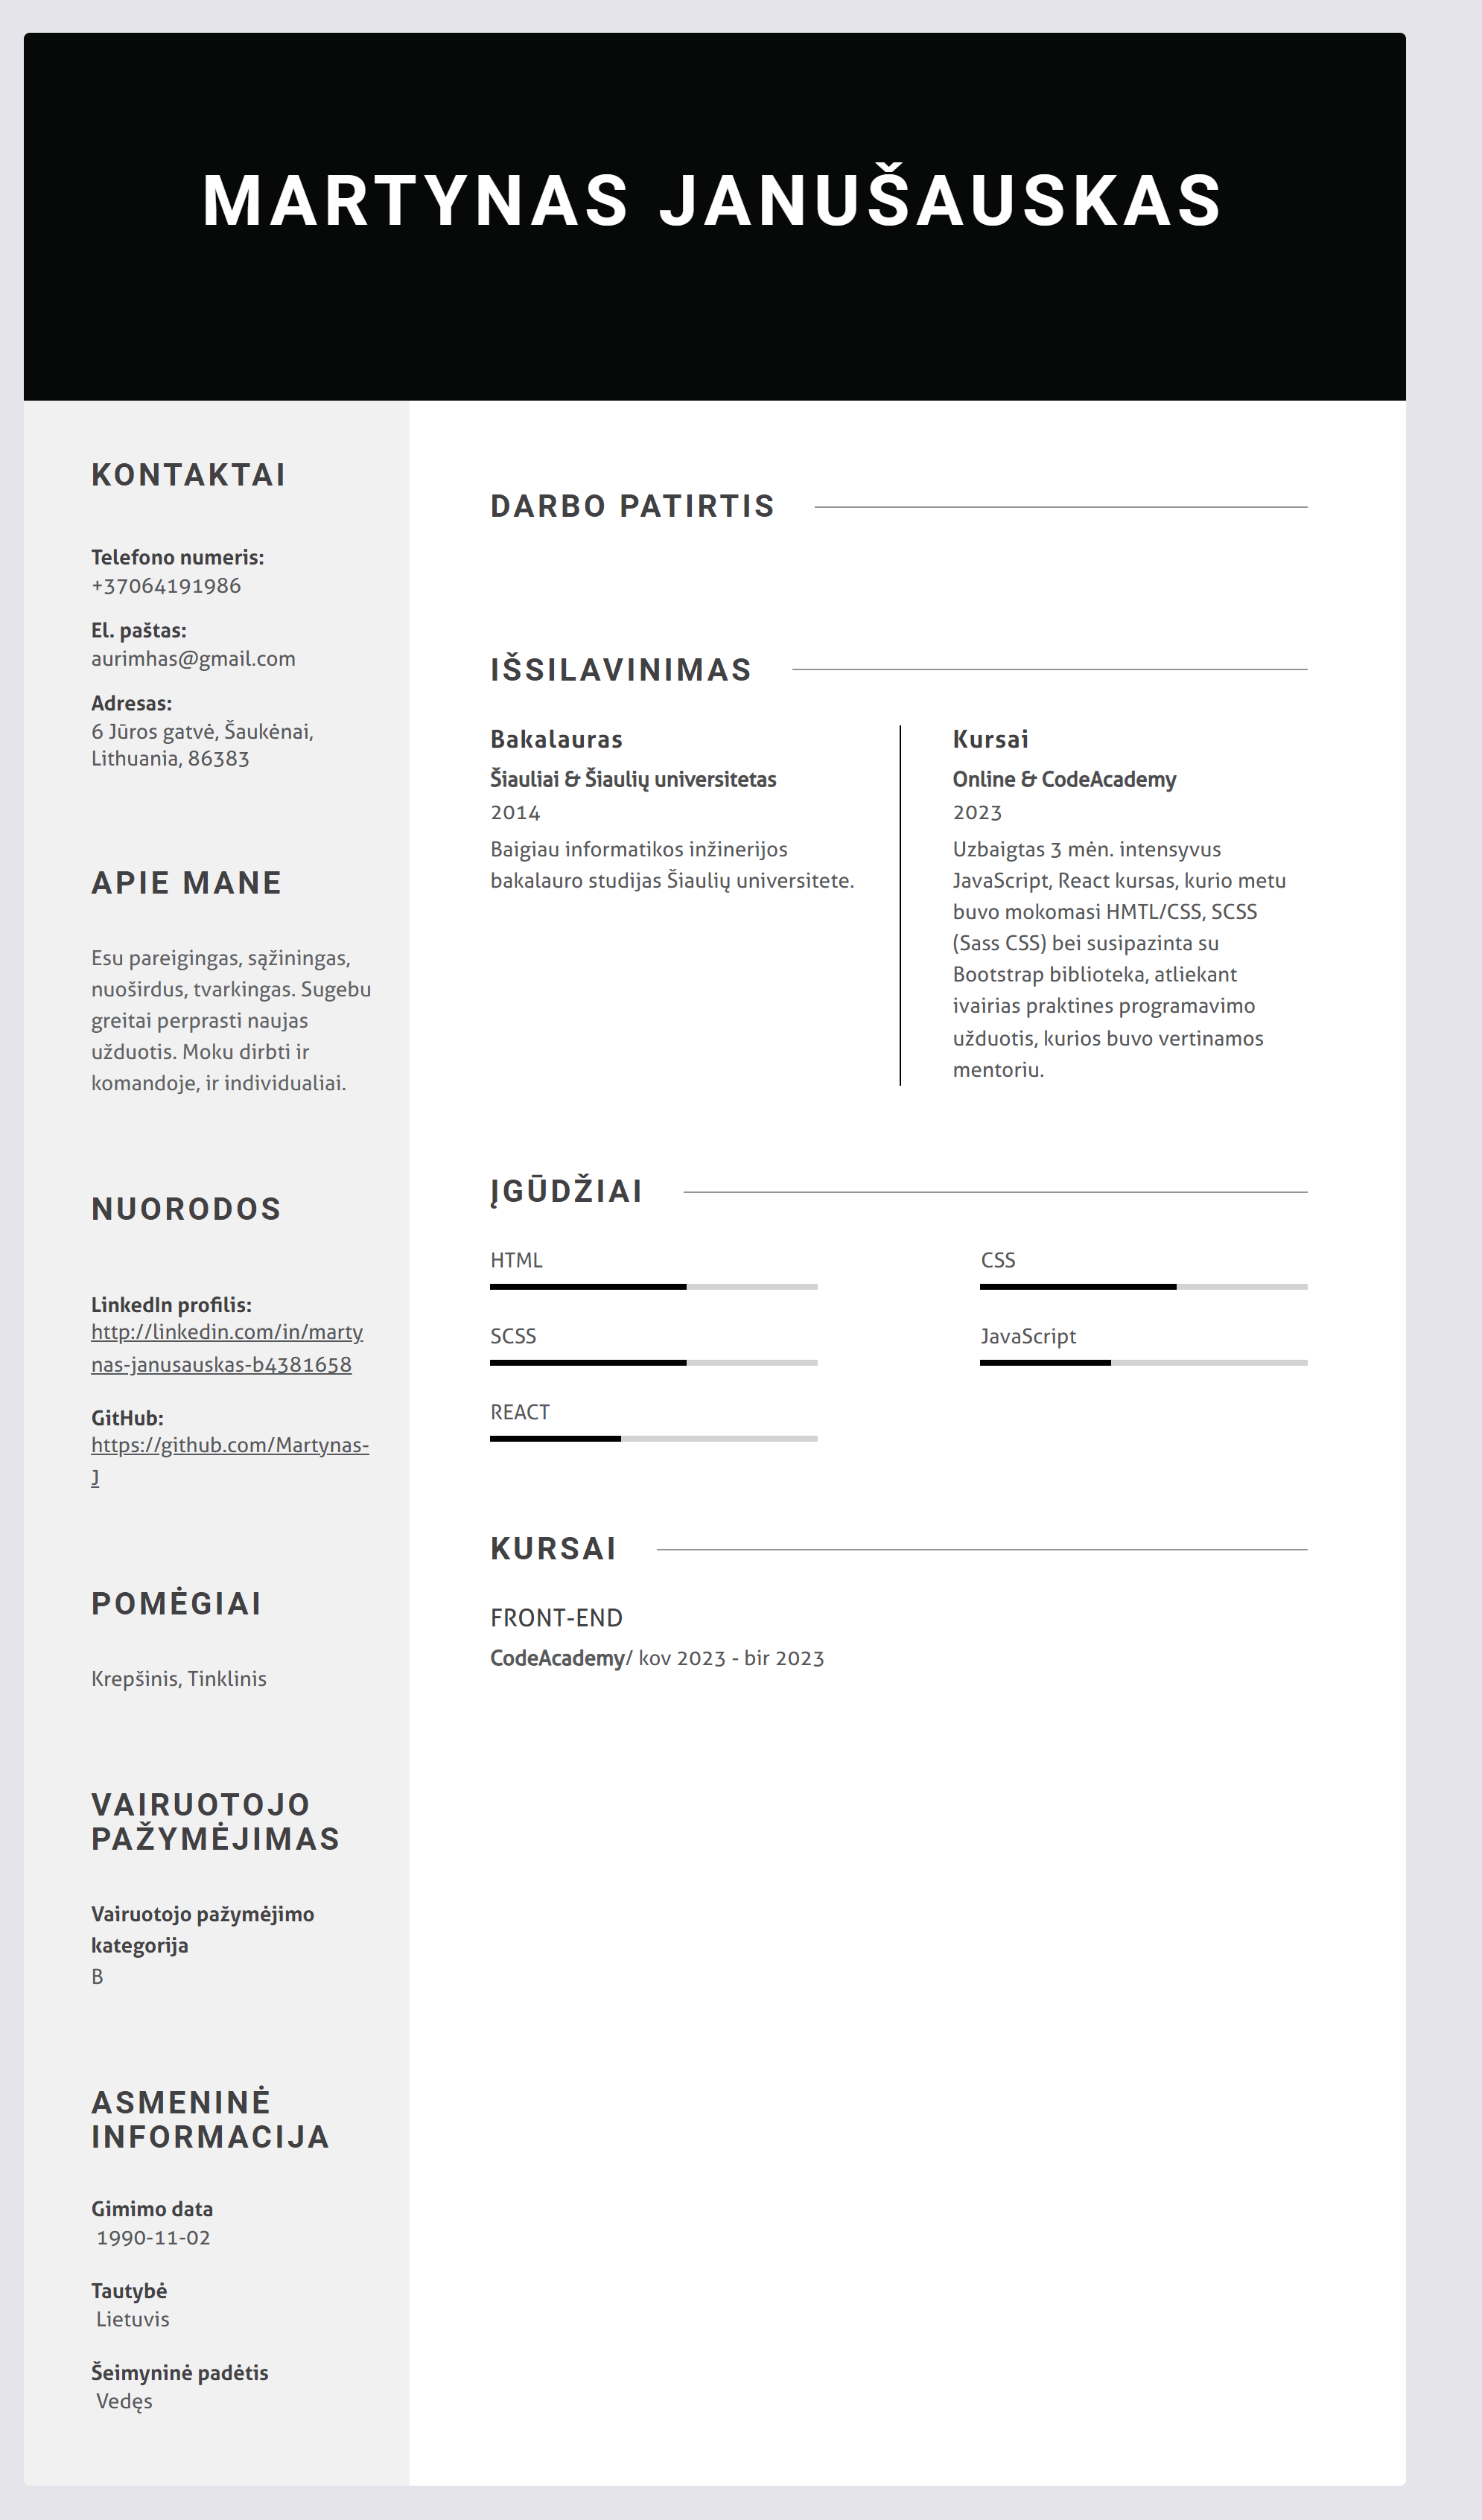 MARTYNAS JANUŠAUSKAS
KONTAKTAI
Telefono numeris:
+37064191986
El. paštas:
aurimhas@gmail.com
Adresas:
6 Jūros gatvė, Šaukėnai,
Lithuania, 86383
APIE MANE
Esu pareigingas, sąžiningas,
nuoširdus, tvarkingas. Sugebu
greitai perprasti naujas
užduotis. Moku dirbti ir
komandoje, ir individualiai.
NUORODOS
LinkedIn profilis:
http://linkedin.com/in/marty
nas-janusauskas-b4381658
GitHub:
https://github.com/Martynas-
J
POMĖGIAI
Krepšinis, Tinklinis
VAIRUOTOJO
PAŽYMĖJIMAS
Vairuotojo pažymėjimo
kategorija
B
ASMENINĖ
INFORMACIJA
Gimimo data
1990-11-02
Tautybė
Lietuvis
Šeimyninė padėtis
Vedęs
DARBO PATIRTIS
IŠSILAVINIMAS
Bakalauras
Šiauliai & Šiaulių universitetas
2014
Baigiau informatikos inžinerijos
bakalauro studijas Šiaulių universitete.
Kursai
Online & CodeAcademy
2023
Uzbaigtas 3 mėn. intensyvus
JavaScript, React kursas, kurio metu
buvo mokomasi HMTL/CSS, SCSS
(Sass CSS) bei susipazinta su
Bootstrap biblioteka, atliekant
ivairias praktines programavimo
užduotis, kurios buvo vertinamos
mentoriu.
ĮGŪDŽIAI
HTML
CSS
SCSS
JavaScript
REACT
KURSAI
FRONT-END
CodeAcademy/ kov 2023 - bir 2023